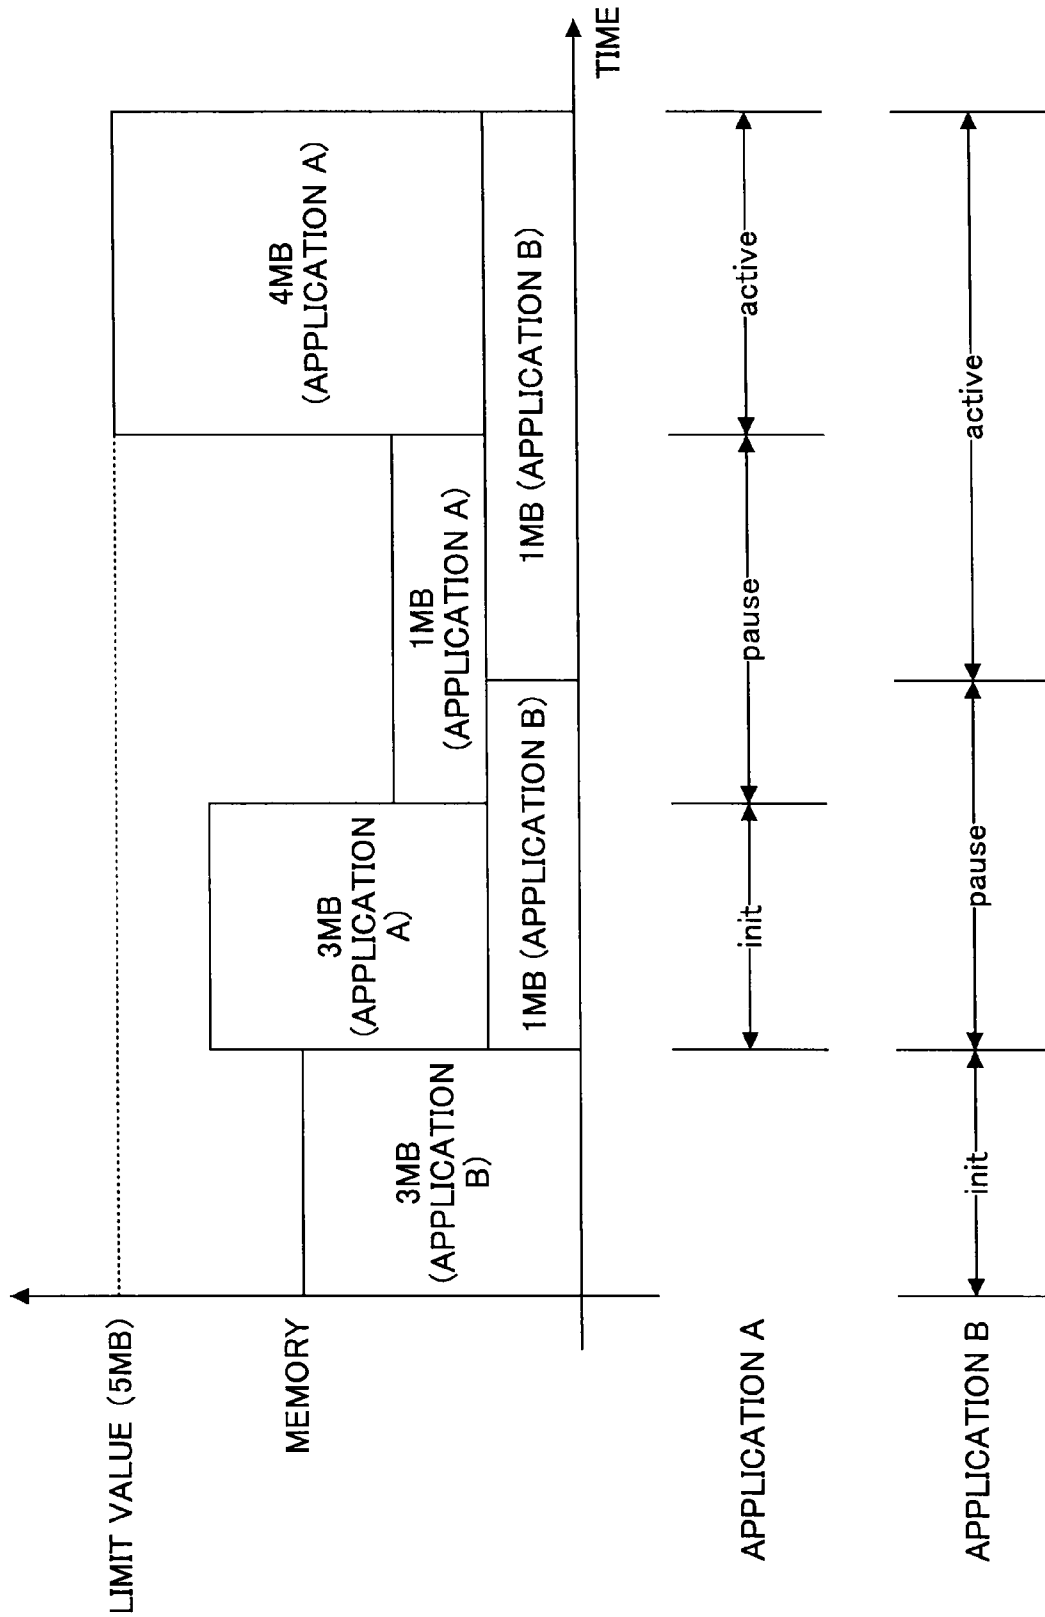 LIMIT VALUE (5MB)
MEMORY
3MB
(APPLICATION
B)
3MB
(APPLICATION
A)
1MB (APPLICATION B)
1MB
(APPLICATION A)
1MB (APPLICATION B)
4MB
(APPLICATION A)
TIME
APPLICATION A
init
pause
active
APPLICATION B
init
pause
active